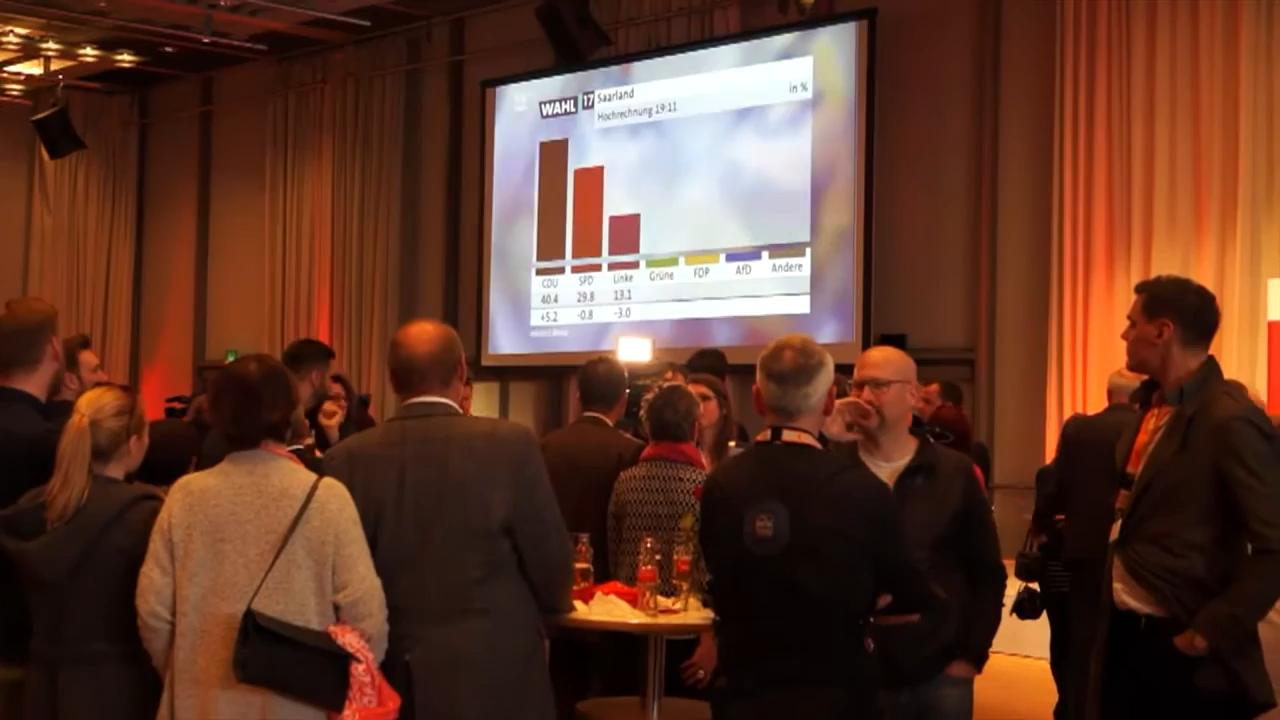 WAHL 17 Saarland in %
Hochrechnung 19:11
CDU SPD Linke Grüne FDP AfD Andere
40.4 29.8 13.1
+5.2 -0.8 -3.0